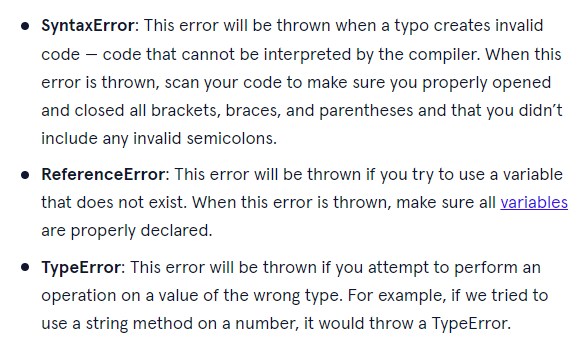 • SyntaxError: This error will be thrown when a typo creates invalid
code — code that cannot be interpreted by the compiler. When this
error is thrown, scan your code to make sure you properly opened
and closed all brackets, braces, and parentheses and that you didn’t
include any invalid semicolons.
• ReferenceError: This error will be thrown if you try to use a variable
that does not exist. When this error is thrown, make sure all variables
are properly declared.
• TypeError: This error will be thrown if you attempt to perform an
operation on a value of the wrong type. For example, if we tried to
use a string method on a number, it would throw a TypeError.